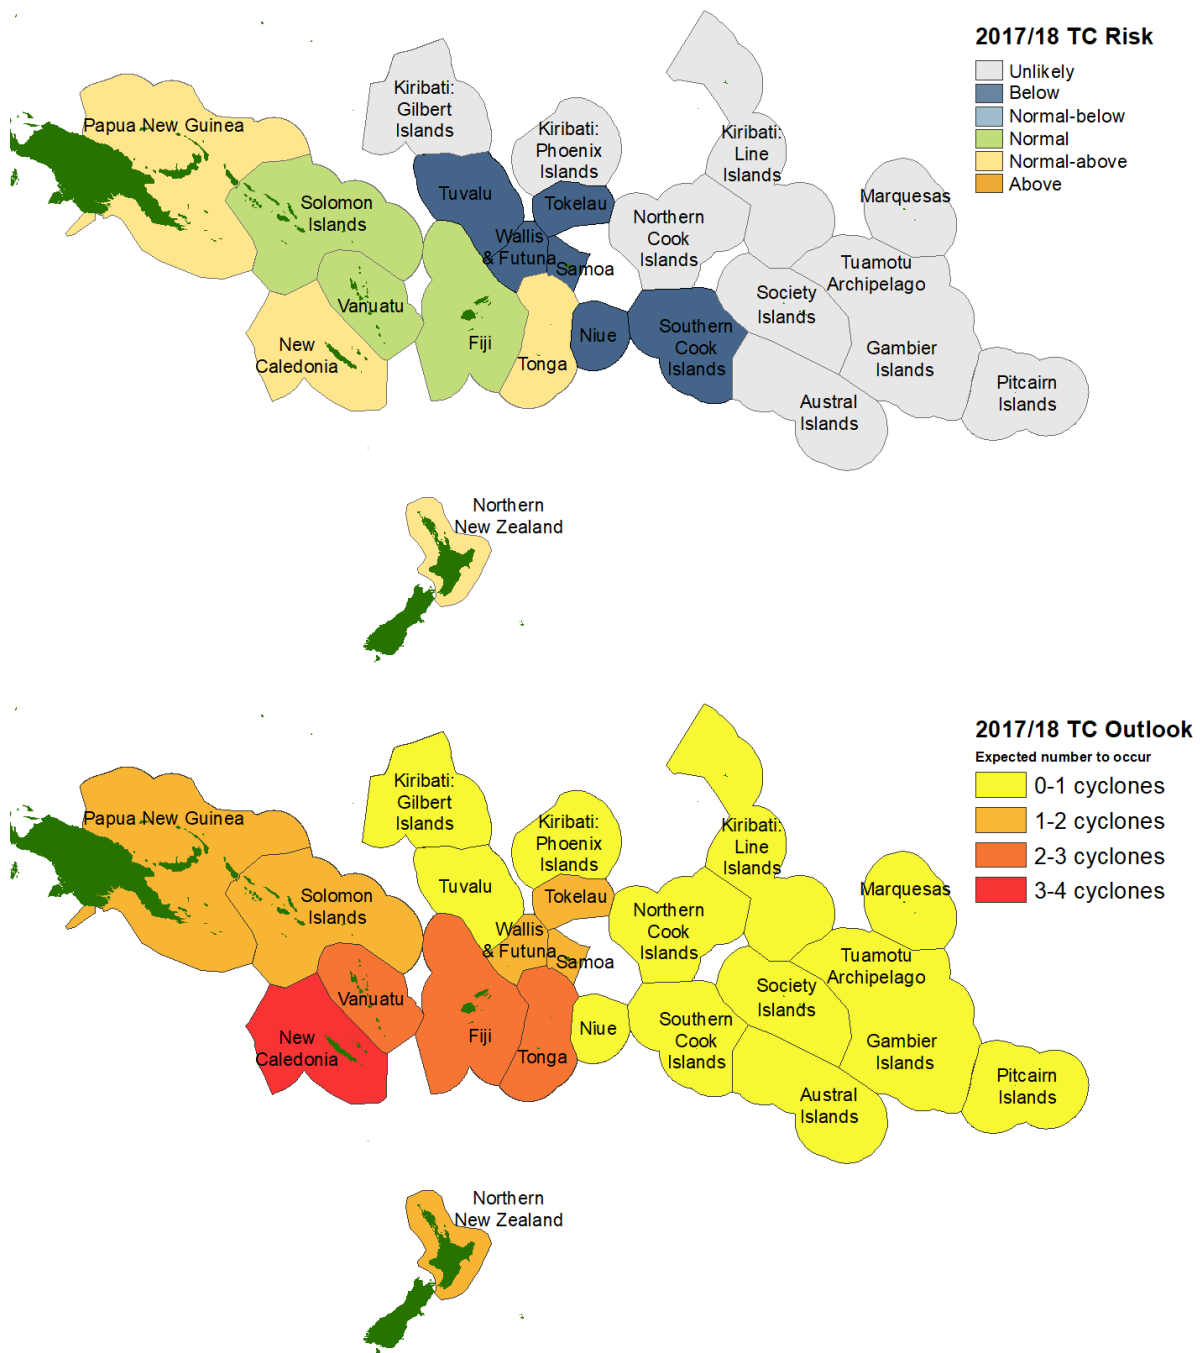 2017/18 TC Risk
Unlikely
Below
Normal-below
Normal
Normal-above
Above
Kiribati:
Gilbert
Islands
Papua New Guinea
Kiribati:
Phoenix
Islands
Kiribati:
Line
Islands
Solomon
Islands
Tuvalu
Tokelau
Marquesas
Northern
Cook
Islands
Wallis
& Futuna
Samoa
Tuamotu
Archipelago
Vanuatu
Society
Islands
New
Caledonia
Fiji
Tonga
Niue
Southern
Cook
Islands
Gambier
Islands
Pitcairn
Islands
Austral
Islands
Northern
New Zealand
2017/18 TC Outlook
Expected number to occur
0-1 cyclones
1-2 cyclones
2-3 cyclones
3-4 cyclones
Kiribati:
Gilbert
Islands
Papua New Guinea
Kiribati:
Phoenix
Islands
Kiribati:
Line
Islands
Solomon
Islands
Tuvalu
Tokelau
Marquesas
Northern
Cook
Islands
Wallis
& Futuna
Samoa
Tuamotu
Archipelago
Vanuatu
Society
Islands
New
Caledonia
Fiji
Tonga
Niue
Southern
Cook
Islands
Gambier
Islands
Pitcairn
Islands
Austral
Islands
Northern
New Zealand